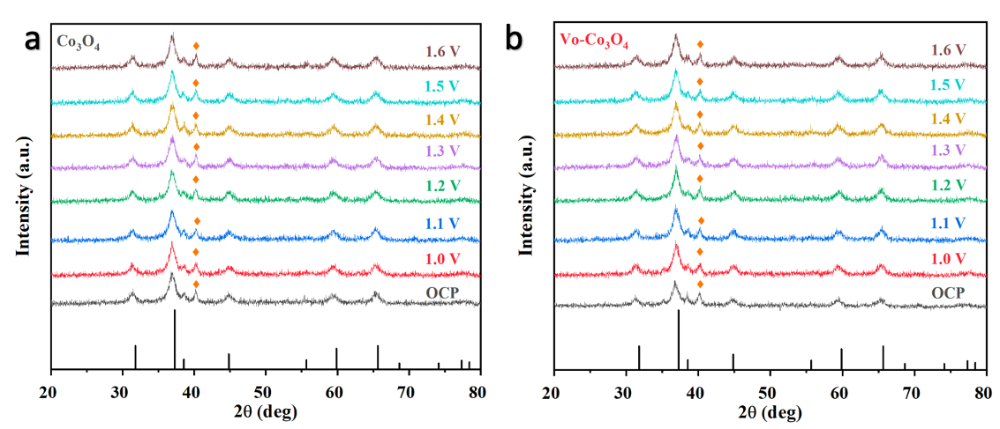 a
Co₃O₄
1.6 V
1.5 V
1.4 V
1.3 V
1.2 V
1.1 V
1.0 V
OCP
Intensity (a.u.)
20 30 40 50 60 70 80
2θ (deg)
b
Vo-Co₃O₄
1.6 V
1.5 V
1.4 V
1.3 V
1.2 V
1.1 V
1.0 V
OCP
Intensity (a.u.)
20 30 40 50 60 70 80
2θ (deg)